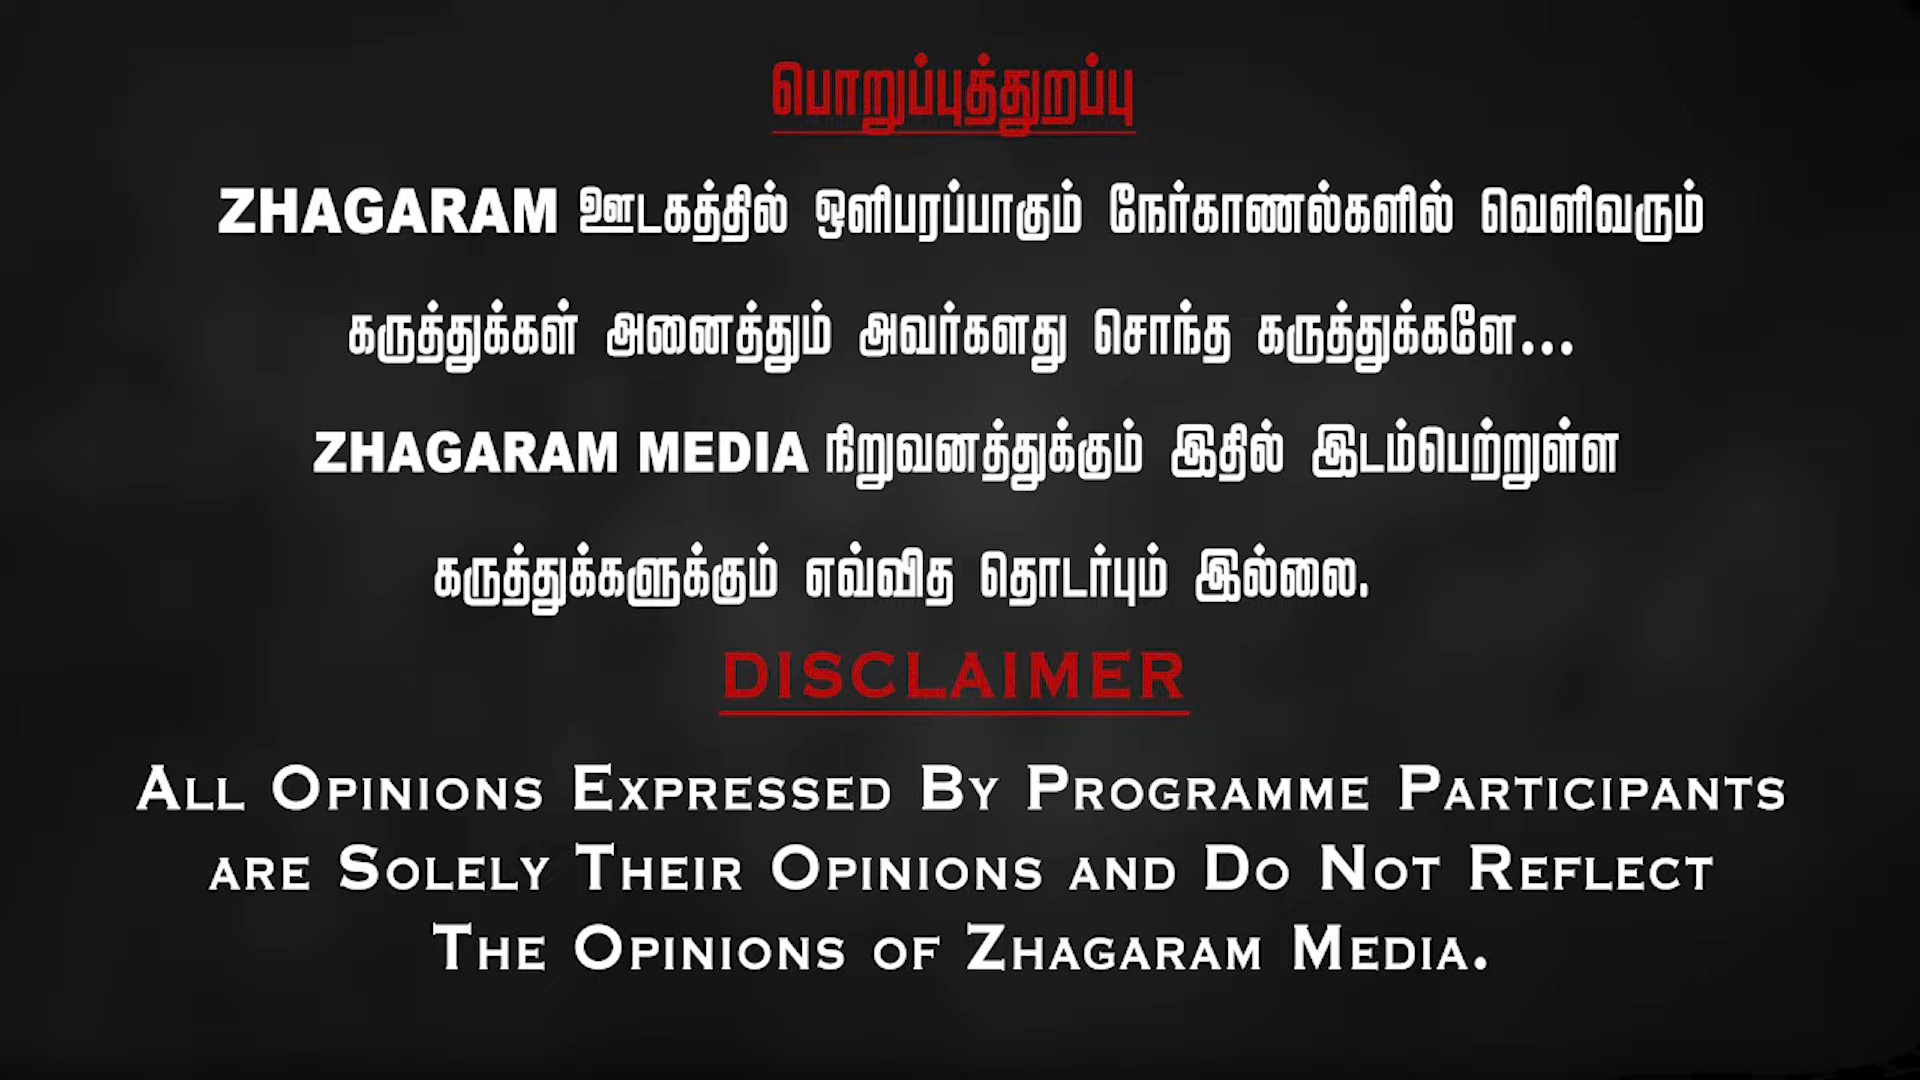 பொறுப்புத்துறப்பு
ZHAGARAM ஊடகத்தில் ஒளிபரப்பாகும் நேர்காணல்களில் வெளிவரும்
கருத்துக்கள் அனைத்தும் அவர்களது சொந்த கருத்துக்களே...
ZHAGARAM MEDIA நிறுவனத்துக்கும் இதில் இடம்பெற்றுள்ள
கருத்துக்களுக்கும் எவ்வித தொடர்பும் இல்லை.
DISCLAIMER
All Opinions Expressed By Programme Participants
are Solely Their Opinions and Do Not Reflect
The Opinions of Zhagaram Media.